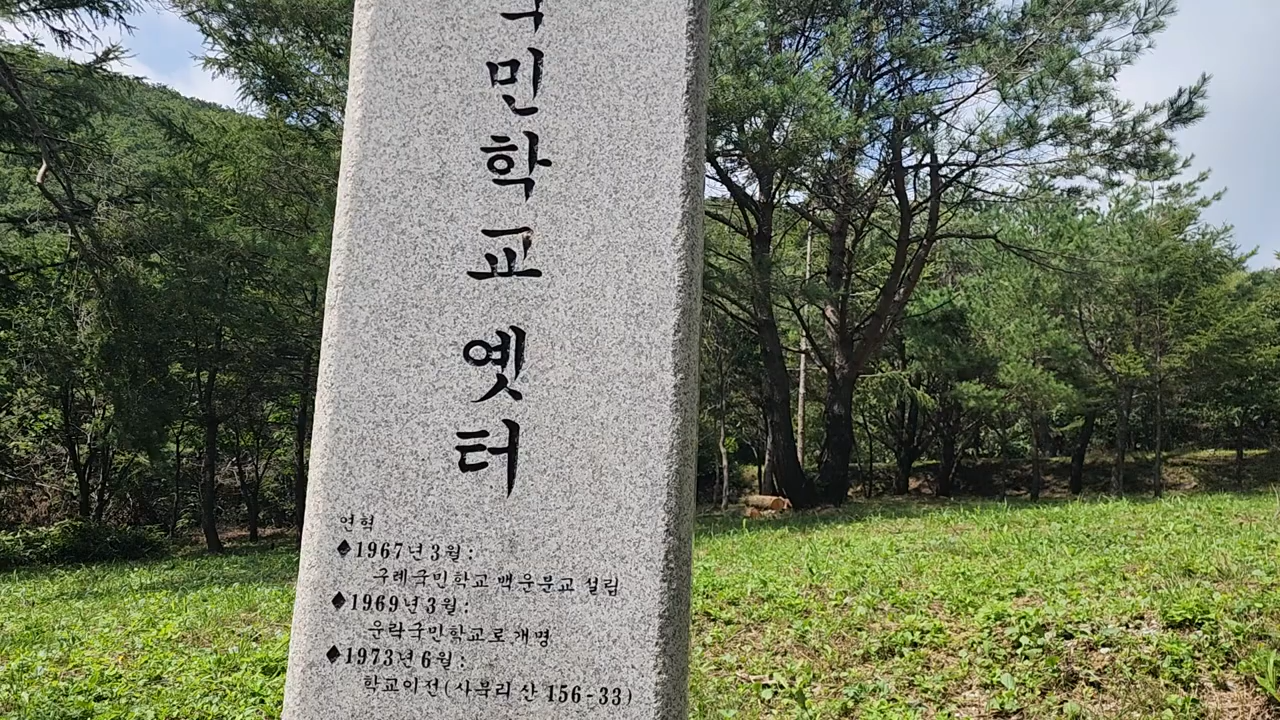 국민학교 옛터
연혁
◆1967년 3월:
구례국민학교 백운분교 설립
◆1969년 3월:
운락국민학교로 개명
◆1973년 6월:
학교이전(사무리 산 156-33)